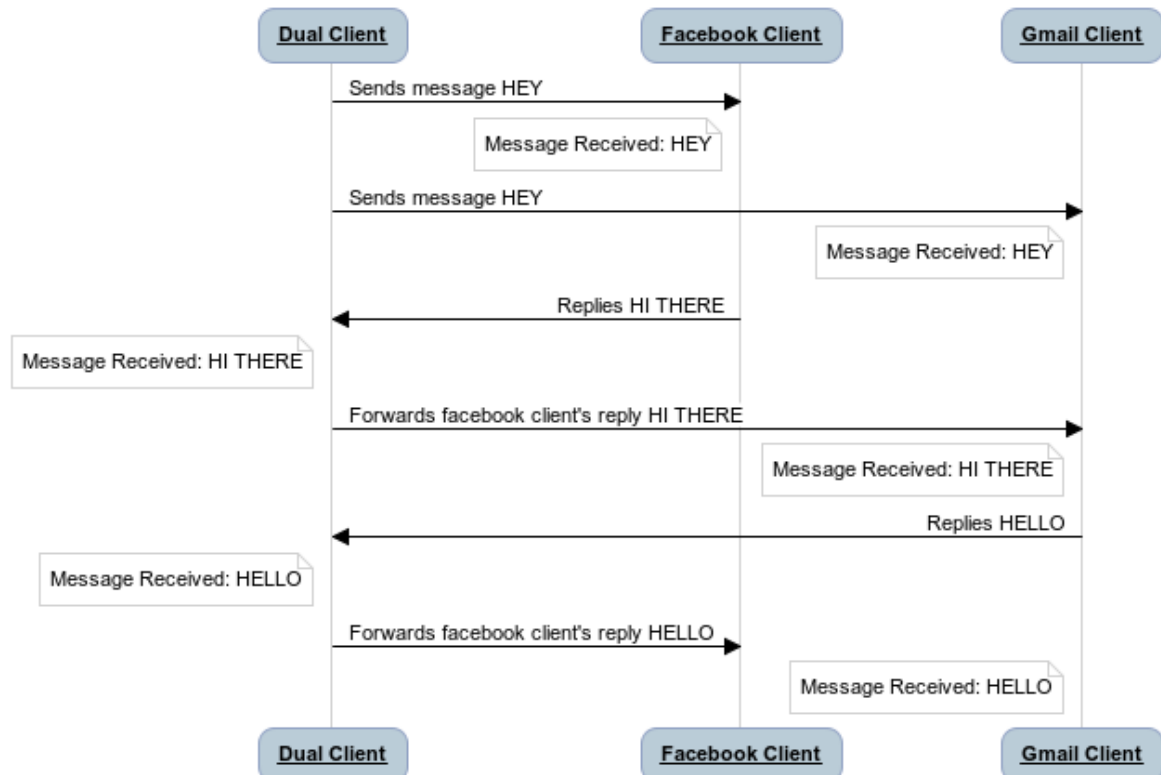 Dual Client
Facebook Client
Gmail Client
Sends message HEY
Message Received: HEY
Sends message HEY
Message Received: HEY
Replies HI THERE
Message Received: HI THERE
Forwards facebook client's reply HI THERE
Message Received: HI THERE
Replies HELLO
Message Received: HELLO
Forwards facebook client's reply HELLO
Message Received: HELLO
Dual Client
Facebook Client
Gmail Client